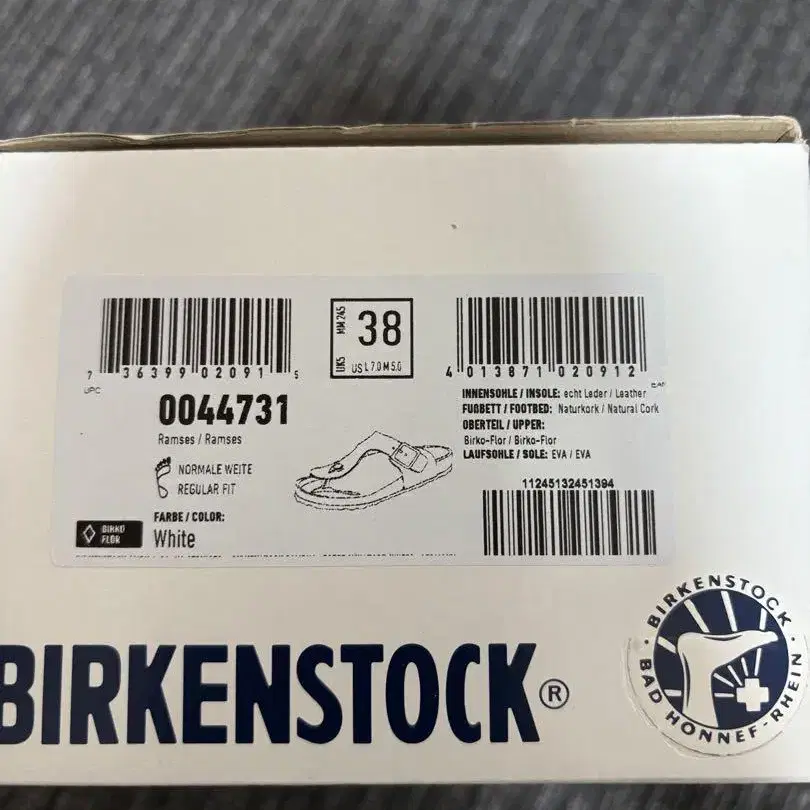 7 36399 02091 5
UPC
0044731
Ramses / Ramses
NORMALE WEITE
REGULAR FIT
BIRKO
FLOR
FARBE / COLOR:
White
MM 245
UK5
38
US L 7.0 M 5.0
4 013871 020912
EAN
INNENSOHLE / INSOLE: echt Leder / Leather
FUßBETT / FOOTBED: Naturkork / Natural Cork
OBERTEIL / UPPER:
Birko-Flor / Birko-Flor
LAUFSOHLE / SOLE: EVA / EVA
11245132451394
BIRKENSTOCK®
BIRKENSTOCK
BAD HONNEF-RHEIN